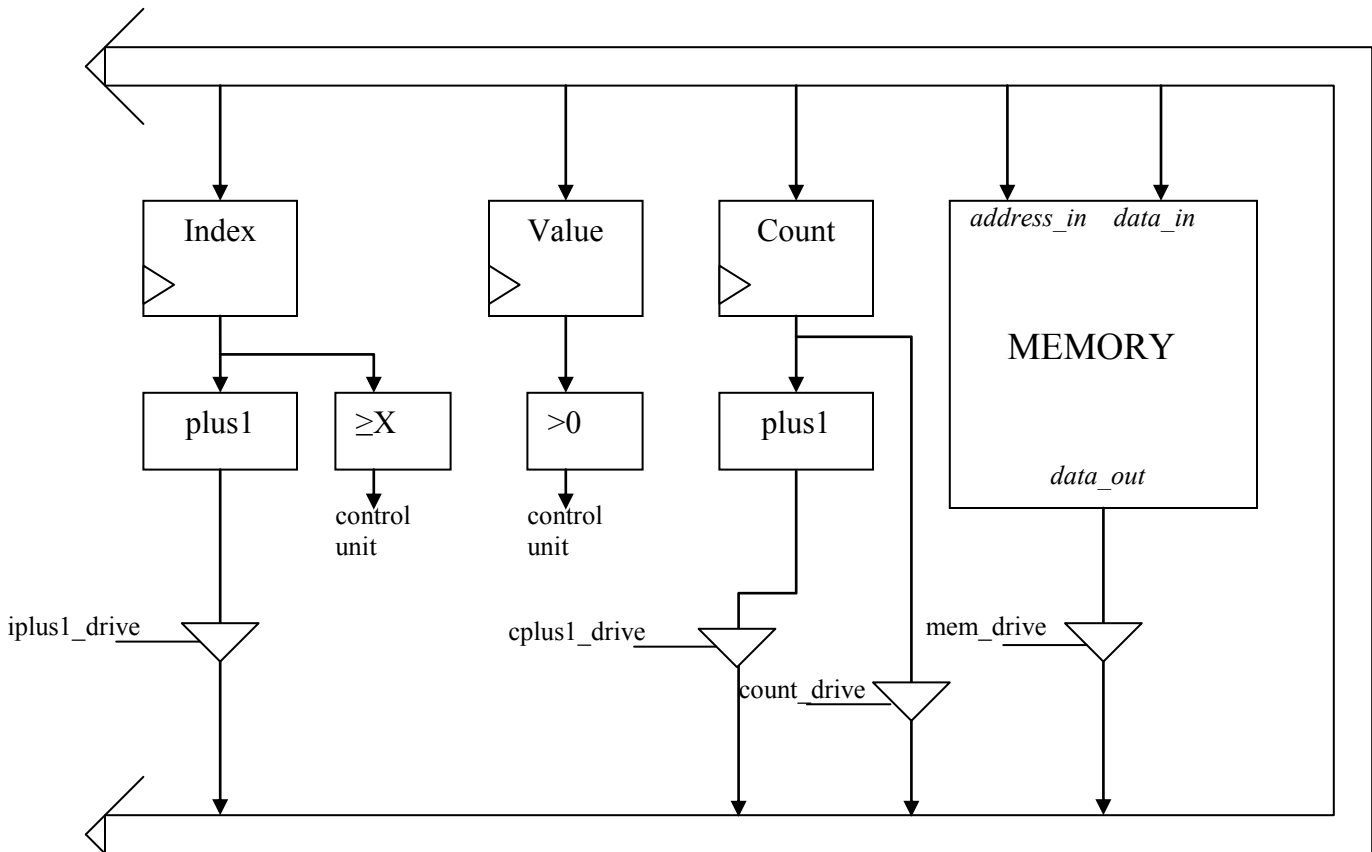 Index
Value
Count
address_in data_in
MEMORY
plus1
≥X
>0
plus1
data_out
control
unit
control
unit
iplus1_drive
cplus1_drive
mem_drive
count_drive